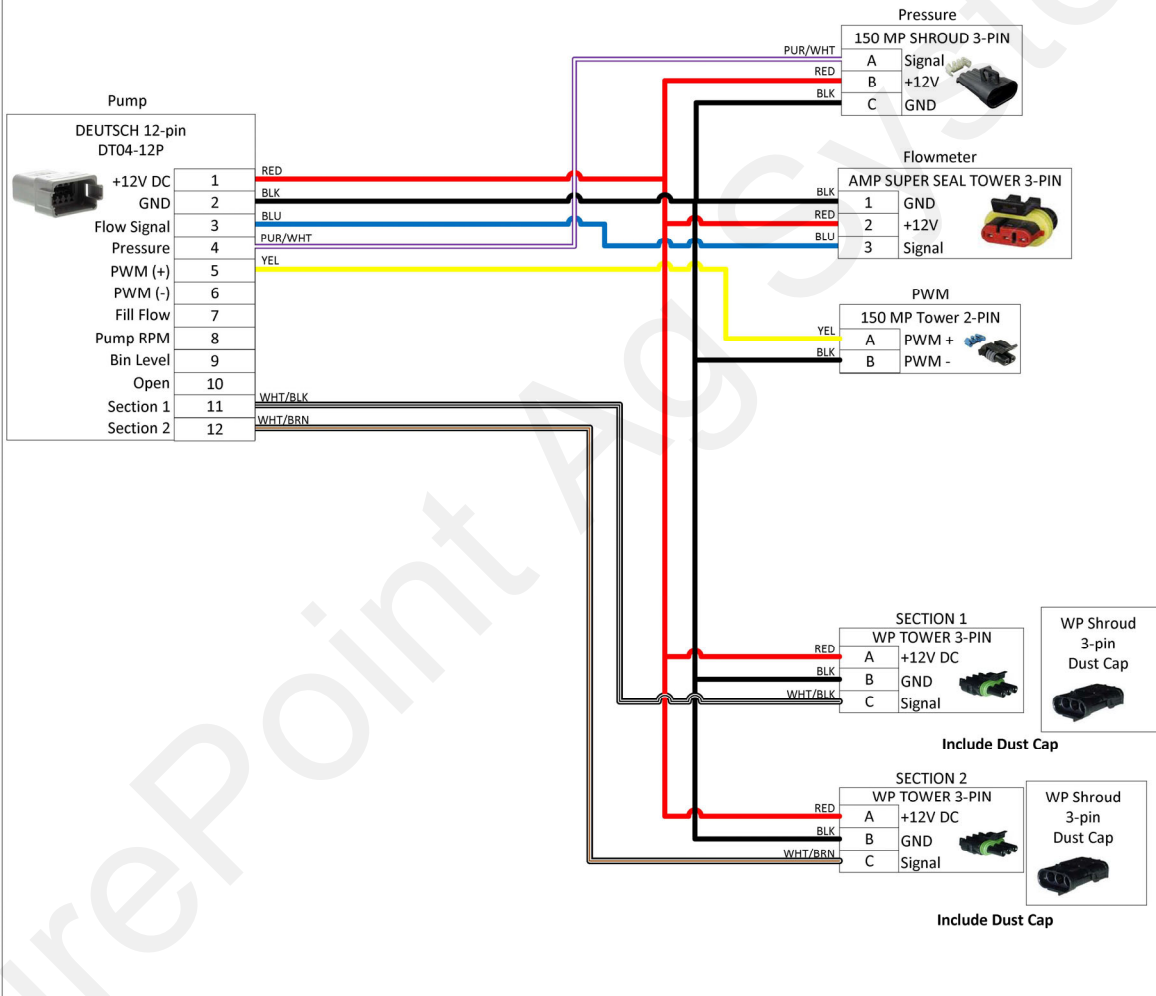 Pump
DEUTSCH 12-pin
DT04-12P
+12V DC 1 RED
GND 2 BLK
Flow Signal 3 BLU
Pressure 4 PUR/WHT
PWM (+) 5 YEL
PWM (-) 6
Fill Flow 7
Pump RPM 8
Bin Level 9
Open 10
Section 1 11 WHT/BLK
Section 2 12 WHT/BRN
Pressure
150 MP SHROUD 3-PIN
PUR/WHT A Signal
RED B +12V
BLK C GND
Flowmeter
AMP SUPER SEAL TOWER 3-PIN
BLK 1 GND
RED 2 +12V
BLU 3 Signal
PWM
150 MP Tower 2-PIN
YEL A PWM +
BLK B PWM -
SECTION 1
WP TOWER 3-PIN
RED A +12V DC
BLK B GND
WHT/BLK C Signal
WP Shroud
3-pin
Dust Cap
Include Dust Cap
SECTION 2
WP TOWER 3-PIN
RED A +12V DC
BLK B GND
WHT/BRN C Signal
WP Shroud
3-pin
Dust Cap
Include Dust Cap
urePoint Ag Syste